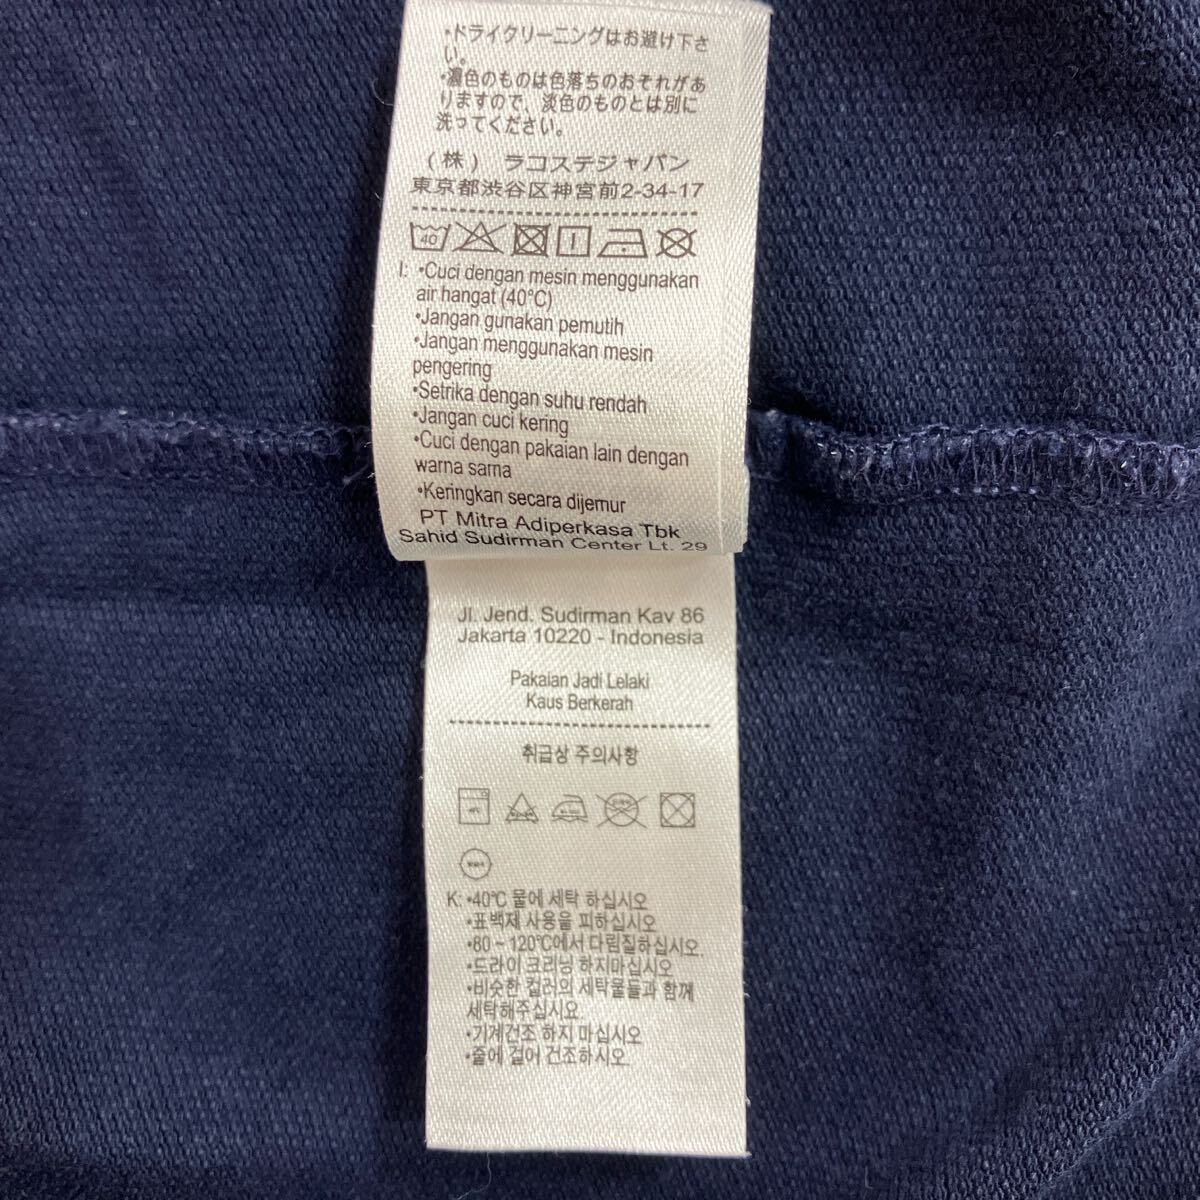 ・ドライクリーニングはお避け下さ
い。
・濃色のものは色落ちのおそれがあ
りますので、淡色のものとは別に
洗ってください。
(株) ラコステジャパン
東京都渋谷区神宮前2-34-17
40
I: •Cuci dengan mesin menggunakan
air hangat (40°C)
•Jangan gunakan pemutih
•Jangan menggunakan mesin
pengering
•Setrika dengan suhu rendah
•Jangan cuci kering
•Cuci dengan pakaian lain dengan
warna sarna
•Keringkan secara dijemur
PT Mitra Adiperkasa Tbk
Sahid Sudirman Center Lt. 29
Jl. Jend. Sudirman Kav 86
Jakarta 10220 - Indonesia
Pakaian Jadi Lelaki
Kaus Berkerah
취급상 주의사항
K: •40℃ 물에 세탁 하십시오
•표백제 사용을 피하십시오
•80 ~ 120℃에서 다림질하십시오.
•드라이 크리닝 하지마십시오
•비슷한 컬러의 세탁물들과 함께
세탁해주십시요
•기계건조 하지 마십시오
•줄에 걸어 건조하시오